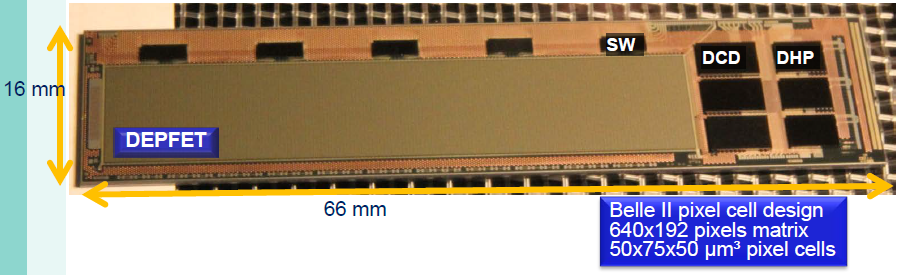 SW
DCD
DHP
16 mm
DEPFET
66 mm
Belle II pixel cell design
640x192 pixels matrix
50x75x50 µm³ pixel cells